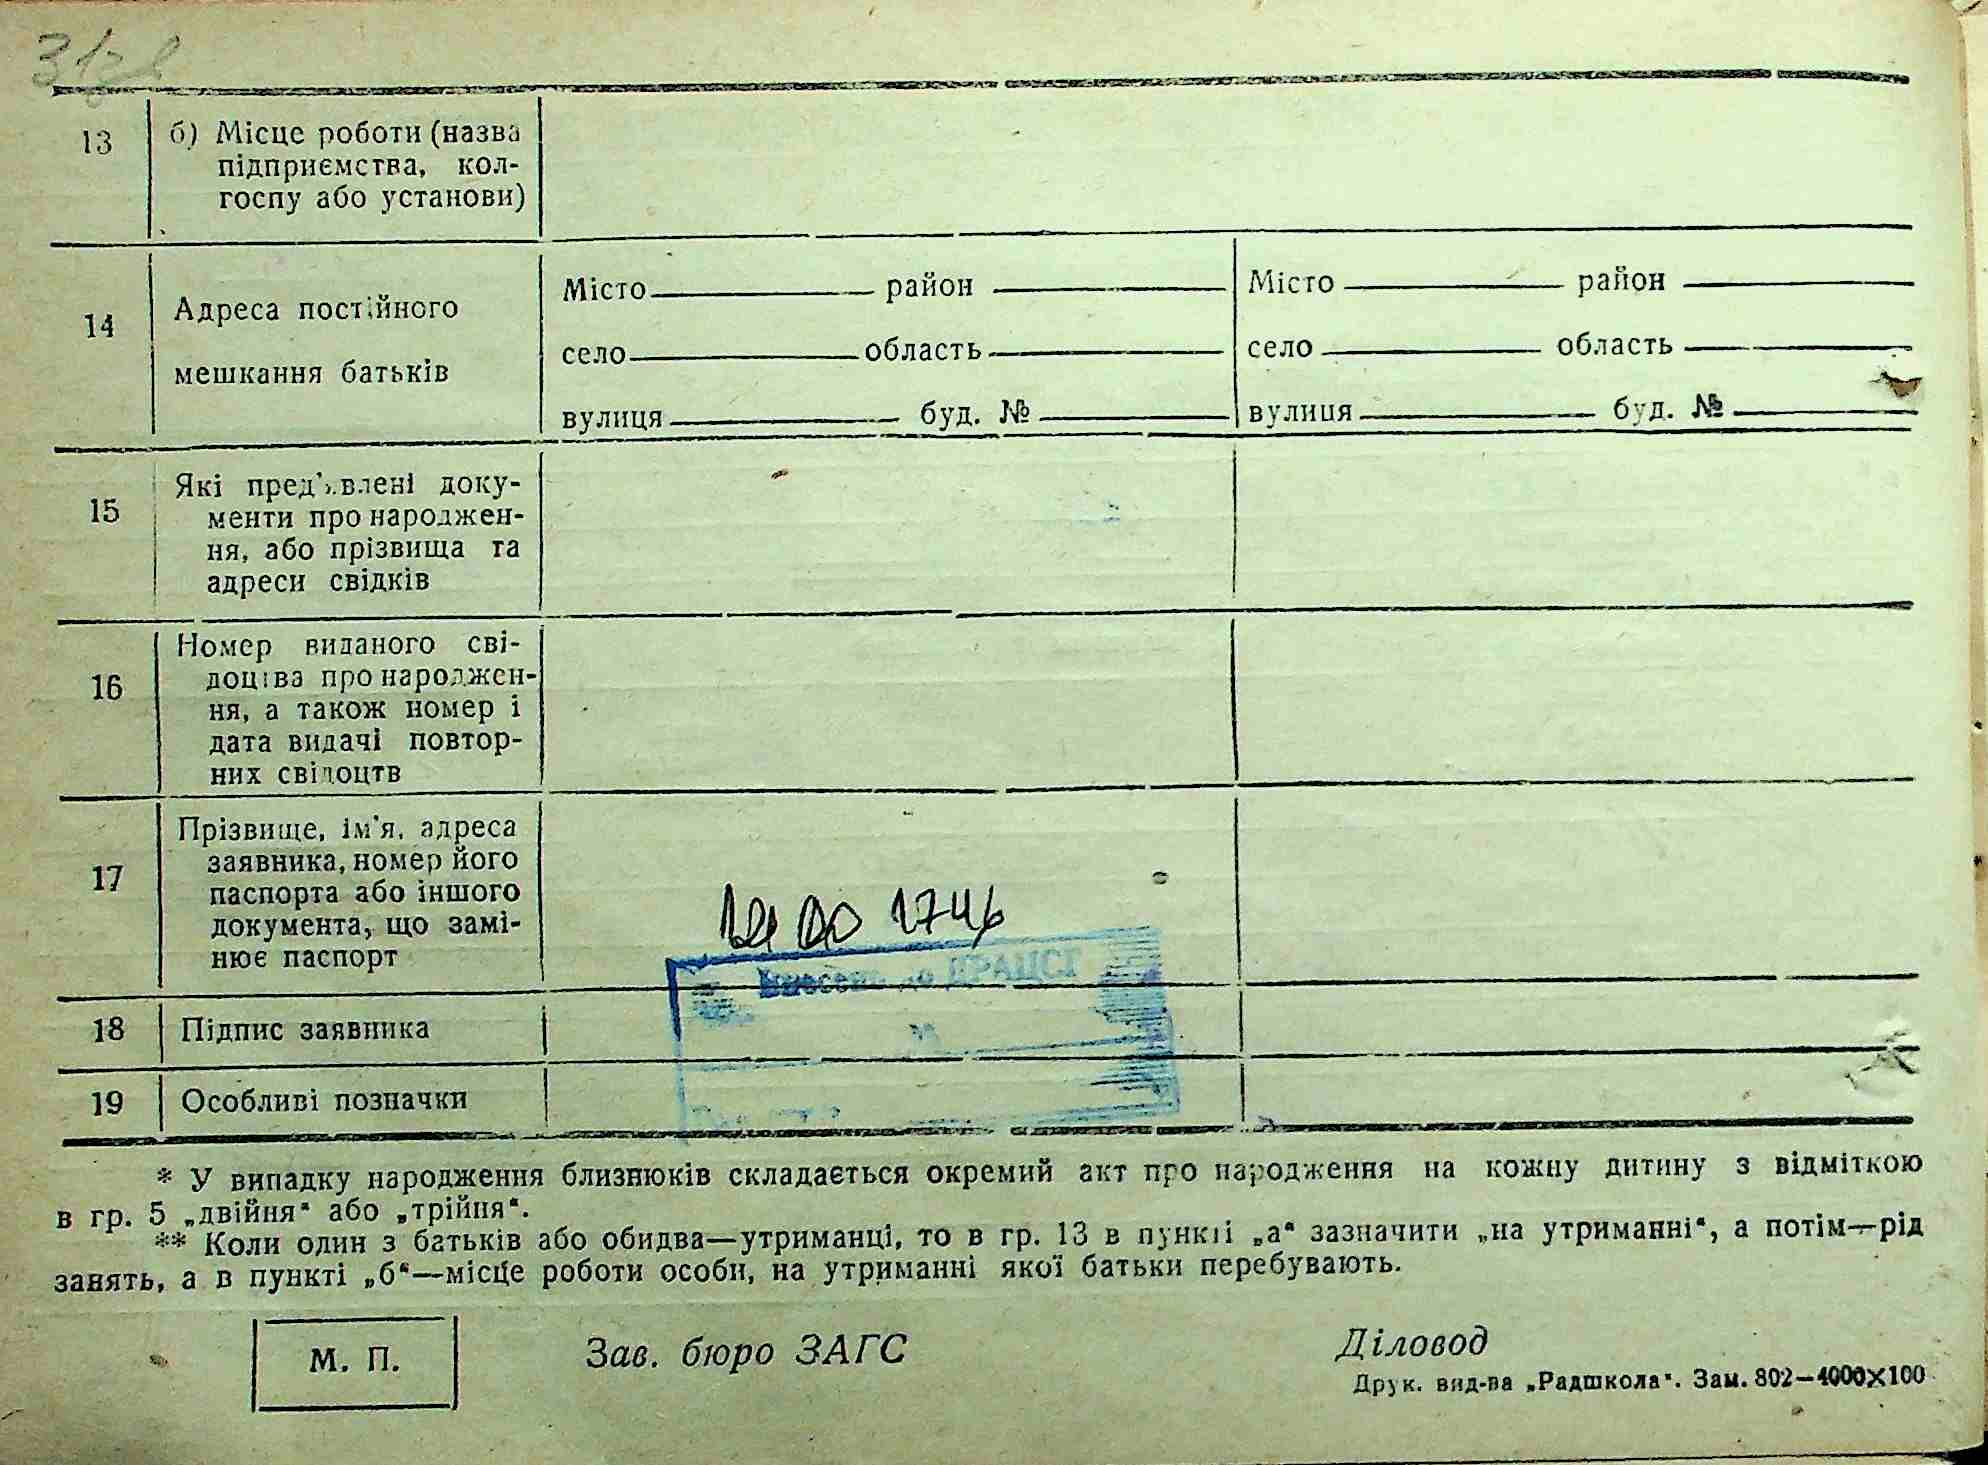 13
б) Місце роботи (назва
підприємства, кол-
госпу або установи)
14
Адреса постійного
мешкання батьків
Місто район
село область
вулиця буд. №
Місто район
село область
вулиця буд. №
15
Які пред'явлені доку-
менти про народжен-
ня, або прізвища та
адреси свідків
16
Номер виданого сві-
доцтва про народжен-
ня, а також номер і
дата видачі повтор-
них свідоцтв
17
Прізвище, ім'я, адреса
заявника, номер його
паспорта або іншого
документа, що замі-
нює паспорт
1746
до ДРАЦСГ
18
Підпис заявника
19
Особливі позначки
* У випадку народження близнюків складається окремий акт про народження на кожну дитину з відміткою
в гр. 5 „двійня“ або „трійня“.
** Коли один з батьків або обидва—утриманці, то в гр. 13 в пункті „а“ зазначити „на утриманні“, а потім—рід
занять, а в пункті „б“—місце роботи особи, на утриманні якої батьки перебувають.
М. П.
Зав. бюро ЗАГС
Діловод
Друк. вид-ва „Радшкола“. Зам. 802—4000×100